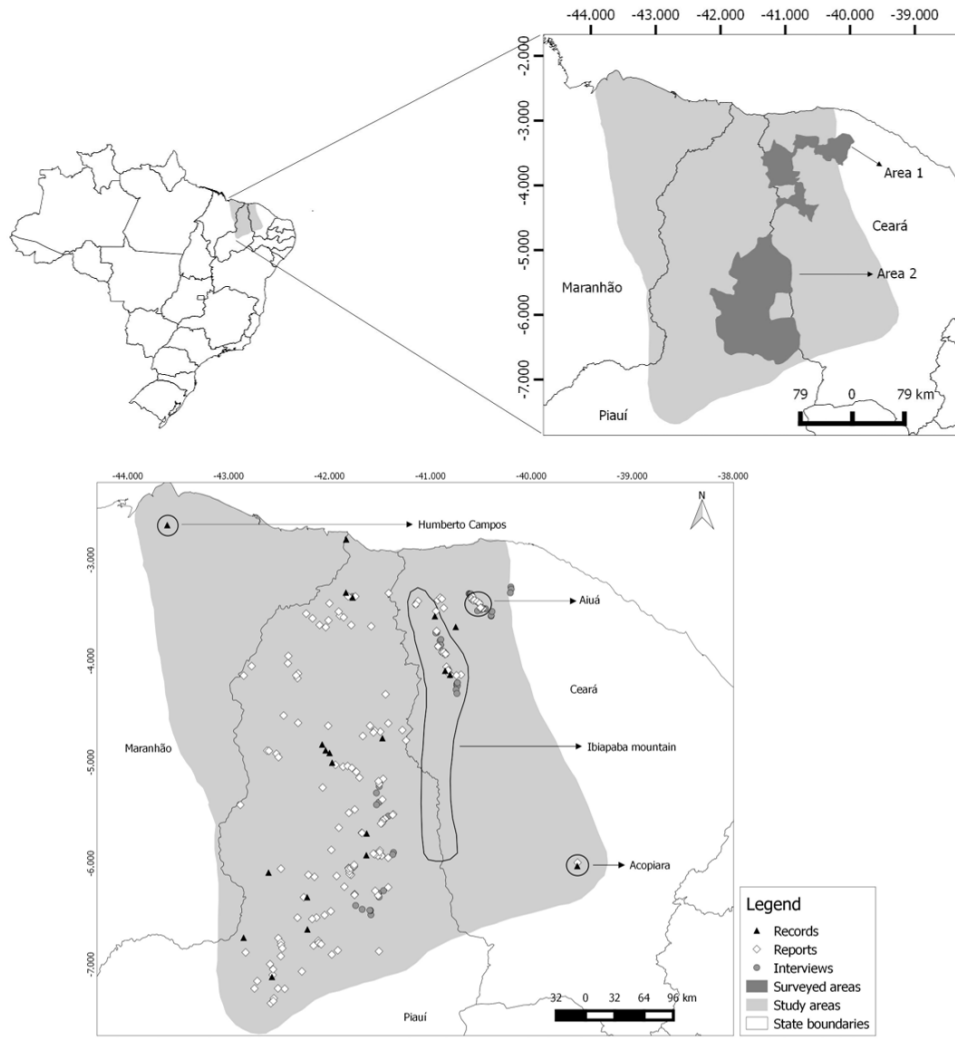 -44.000 -43.000 -42.000 -41.000 -40.000 -39.000
-2.000
-3.000
-4.000
-5.000
-6.000
-7.000
Area 1
Ceará
Area 2
Maranhão
Piauí
79 0 79 km
-44.000 -43.000 -42.000 -41.000 -40.000 -39.000 -38.000
-3.000
-4.000
-5.000
-6.000
-7.000
N
Humberto Campos
Aiuá
Ceará
Ibiapaba mountain
Maranhão
Acopiara
Piauí
32 0 32 64 96 km
Legend
Records
Reports
Interviews
Surveyed areas
Study areas
State boundaries